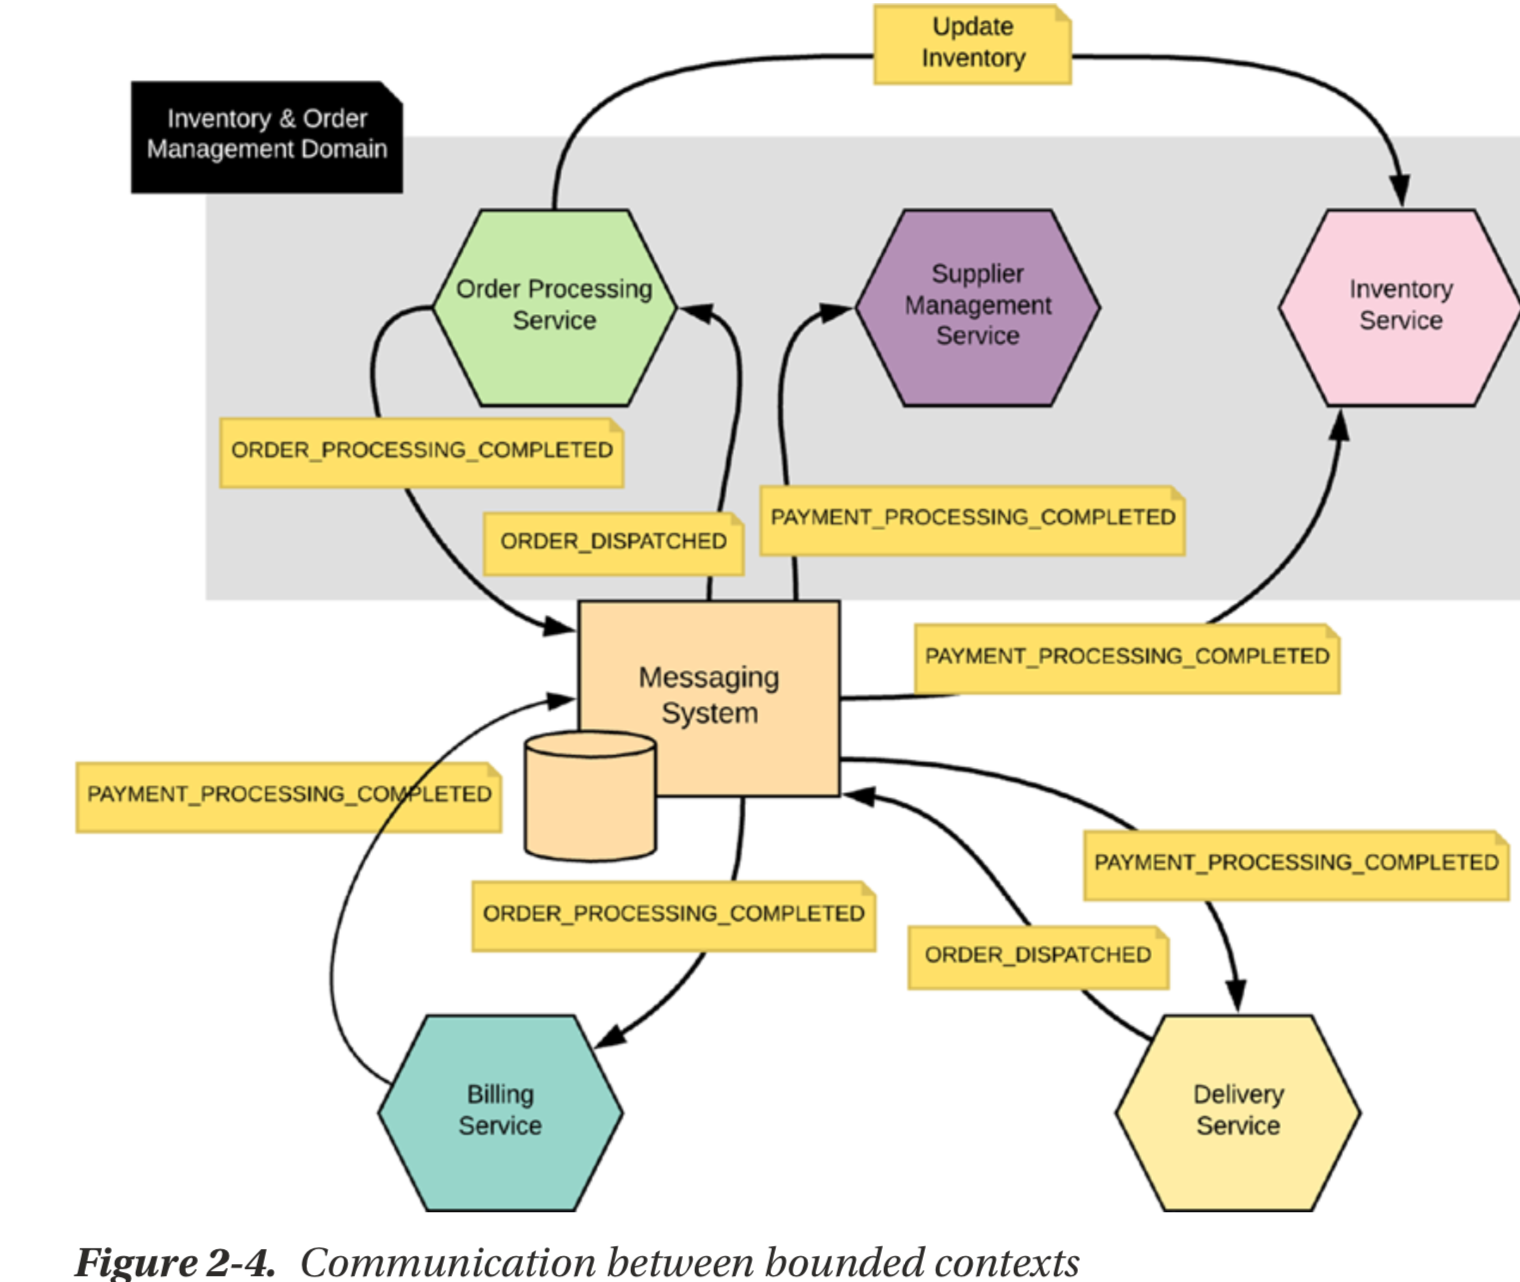 Update
Inventory
Inventory & Order
Management Domain
Order Processing
Service
Supplier
Management
Service
Inventory
Service
ORDER_PROCESSING_COMPLETED
ORDER_DISPATCHED
PAYMENT_PROCESSING_COMPLETED
PAYMENT_PROCESSING_COMPLETED
Messaging
System
PAYMENT_PROCESSING_COMPLETED
PAYMENT_PROCESSING_COMPLETED
ORDER_PROCESSING_COMPLETED
ORDER_DISPATCHED
Billing
Service
Delivery
Service
Figure 2-4. Communication between bounded contexts